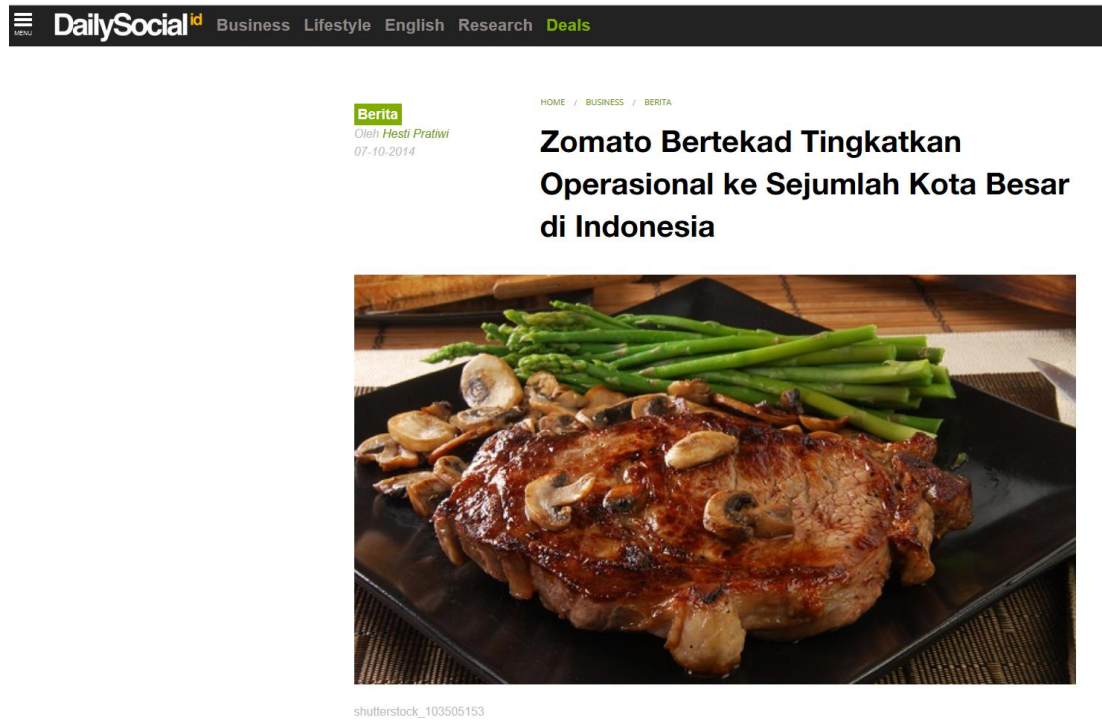 MENU
DailySocial id Business Lifestyle English Research Deals
HOME / BUSINESS / BERITA
Berita
Oleh Hesti Pratiwi
07-10-2014
Zomato Bertekad Tingkatkan
Operasional ke Sejumlah Kota Besar
di Indonesia
shutterstock_103505153